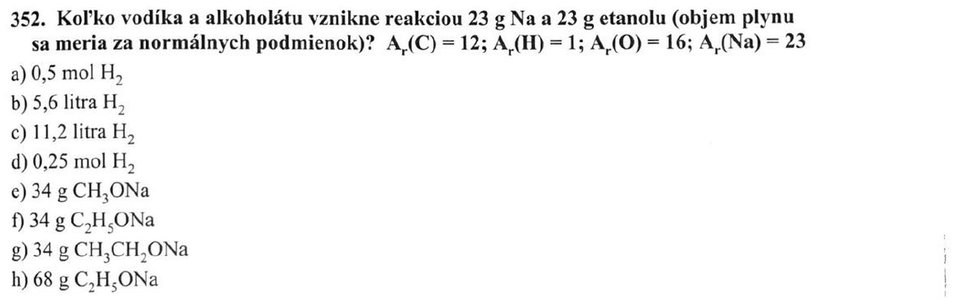 352. Koľko vodíka a alkoholátu vznikne reakciou 23 g Na a 23 g etanolu (objem plynu
sa meria za normálnych podmienok)? Aᵣ(C) = 12; Aᵣ(H) = 1; Aᵣ(O) = 16; Aᵣ(Na) = 23
a) 0,5 mol H₂
b) 5,6 litra H₂
c) 11,2 litra H₂
d) 0,25 mol H₂
e) 34 g CH₃ONa
f) 34 g C₂H₅ONa
g) 34 g CH₃CH₂ONa
h) 68 g C₂H₅ONa